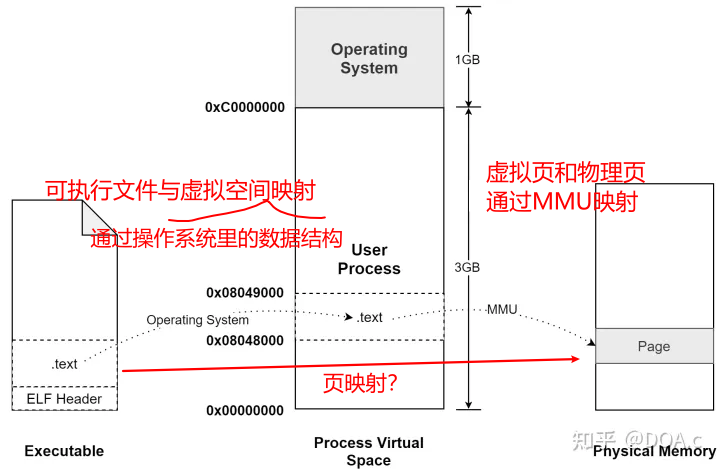 Operating
System
1GB
0xC0000000
可执行文件与虚拟空间映射
通过操作系统里的数据结构
虚拟页和物理页
通过MMU映射
User
Process
3GB
0x08049000
Operating System
.text
MMU
0x08048000
.text
Page
页映射?
ELF Header
0x00000000
Executable
Process Virtual
Space
Physical Memory
知乎 @DOA.c